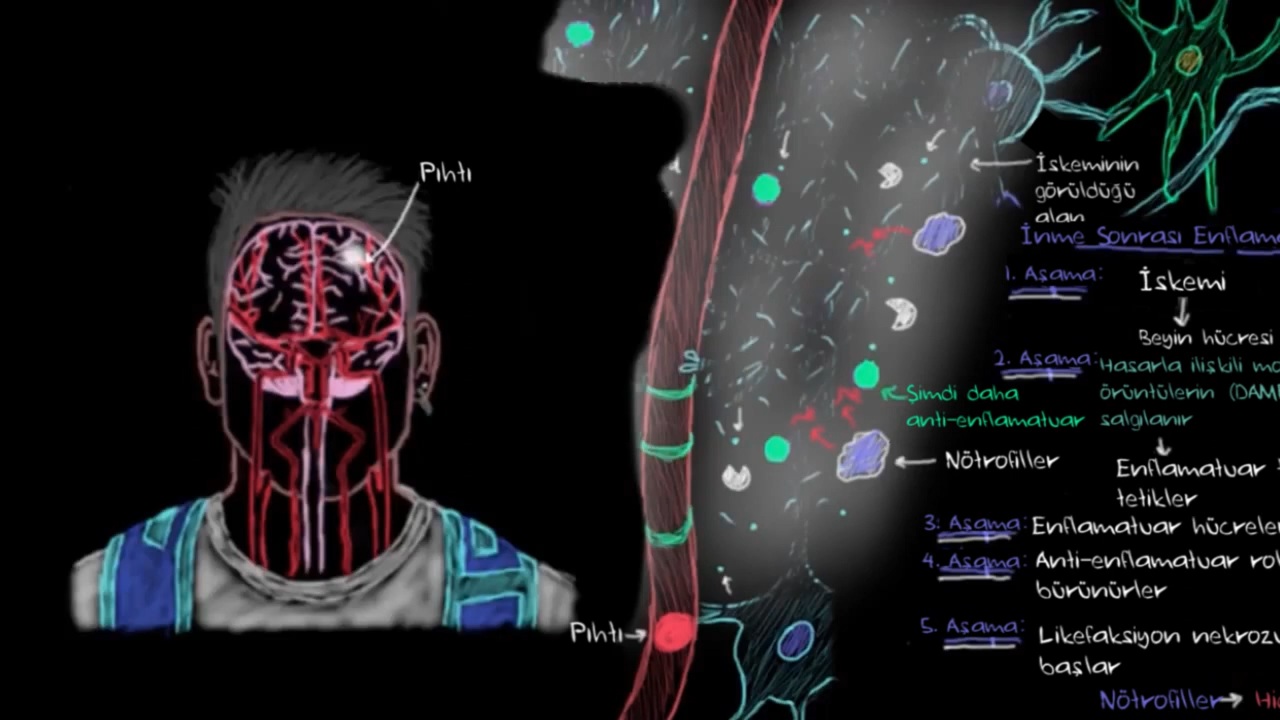 Pıhtı
İskeminin
görüldüğü
alan
İnme Sonrası
1. Aşama:
İskemi
Beyin hücresi
2. Aşama:
Hasarla ilişkili
örüntülerin
salgılanır
Şimdi daha
anti-enflamatuar
Nötrofiller
Enflamatuar
tetikler
3. Aşama: Enflamatuar
4. Aşama: Anti-enflamatuar
bürünürler
5. Aşama: Likefaksiyon
başlar
Pıhtı
Nötrofiller